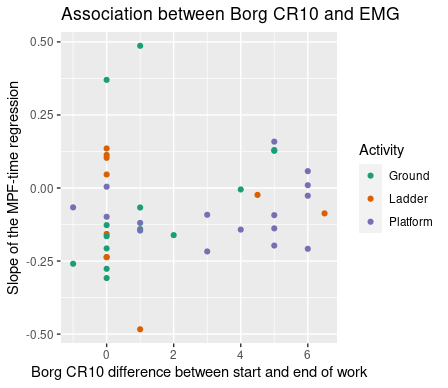 Association between Borg CR10 and EMG
Slope of the MPF-time regression
0.50
0.25
0.00
-0.25
-0.50
0
2
4
6
Borg CR10 difference between start and end of work
Activity
Ground
Ladder
Platform